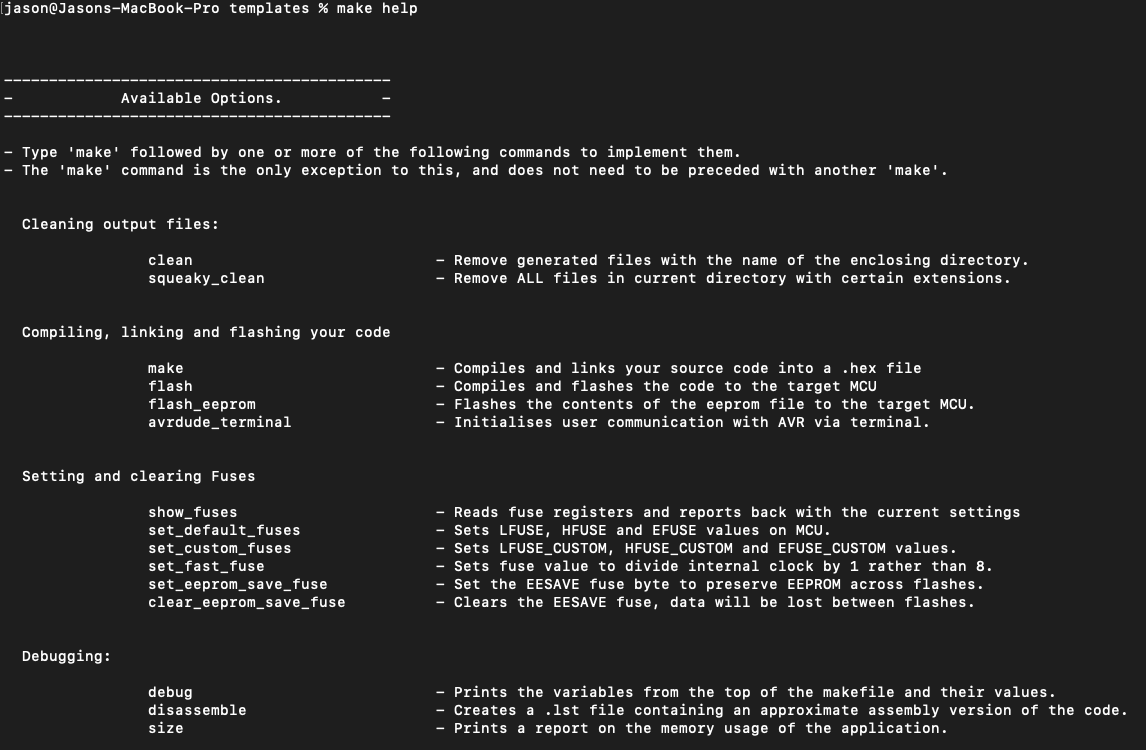 [jason@Jasons-MacBook-Pro templates % make help
-------------------------------------------
-            Available Options.           -
-------------------------------------------
- Type 'make' followed by one or more of the following commands to implement them.
- The 'make' command is the only exception to this, and does not need to be preceded with another 'make'.
Cleaning output files:
clean - Remove generated files with the name of the enclosing directory.
squeaky_clean - Remove ALL files in current directory with certain extensions.
Compiling, linking and flashing your code
make - Compiles and links your source code into a .hex file
flash - Compiles and flashes the code to the target MCU
flash_eeprom - Flashes the contents of the eeprom file to the target MCU.
avrdude_terminal - Initialises user communication with AVR via terminal.
Setting and clearing Fuses
show_fuses - Reads fuse registers and reports back with the current settings
set_default_fuses - Sets LFUSE, HFUSE and EFUSE values on MCU.
set_custom_fuses - Sets LFUSE_CUSTOM, HFUSE_CUSTOM and EFUSE_CUSTOM values.
set_fast_fuse - Sets fuse value to divide internal clock by 1 rather than 8.
set_eeprom_save_fuse - Set the EESAVE fuse byte to preserve EEPROM across flashes.
clear_eeprom_save_fuse - Clears the EESAVE fuse, data will be lost between flashes.
Debugging:
debug - Prints the variables from the top of the makefile and their values.
disassemble - Creates a .lst file containing an approximate assembly version of the code.
size - Prints a report on the memory usage of the application.